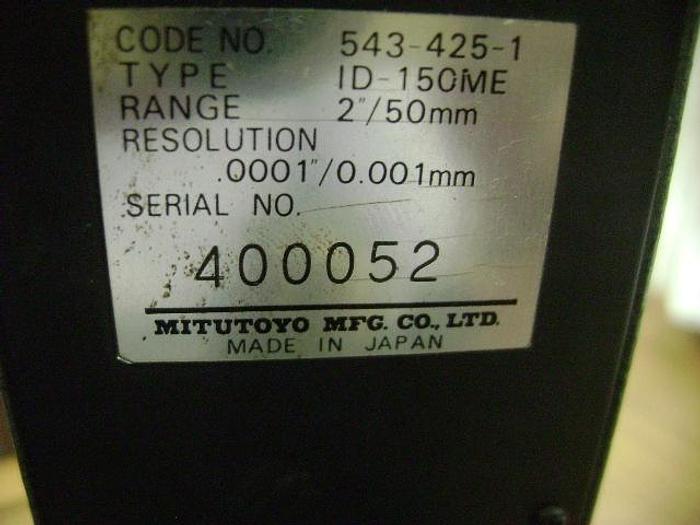 CODE NO. 543-425-1
TYPE ID-150ME
RANGE 2"/50mm
RESOLUTION
.0001"/0.001mm
SERIAL NO.
400052
MITUTOYO MFG. CO., LTD.
MADE IN JAPAN